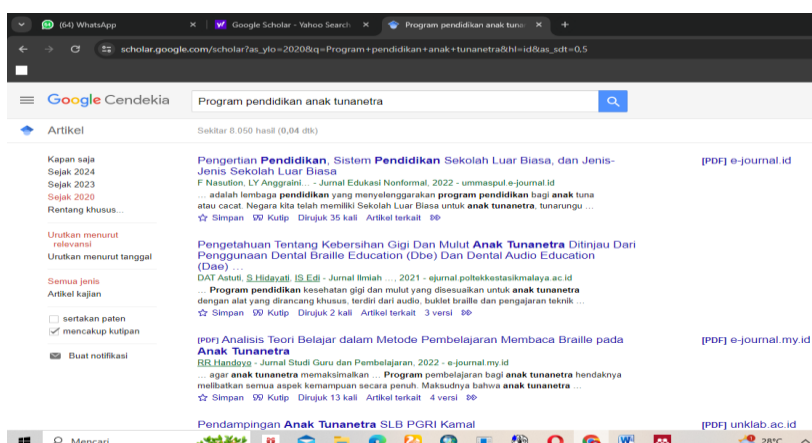 (64) WhatsApp
Google Scholar - Yahoo Search
Program pendidikan anak tuna
scholar.google.com/scholar?as_ylo=2020&q=Program+pendidikan+anak+tunanetra&hl=id&as_sdt=0,5
Google Cendekia
Program pendidikan anak tunanetra
Artikel
Sekitar 8.050 hasil (0,04 dtk)
Kapan saja
Sejak 2024
Sejak 2023
Sejak 2020
Rentang khusus...
Urutkan menurut
relevansi
Urutkan menurut tanggal
Semua jenis
Artikel kajian
sertakan paten
mencakup kutipan
Buat notifikasi
Pengertian Pendidikan, Sistem Pendidikan Sekolah Luar Biasa, dan Jenis-
Jenis Sekolah Luar Biasa
[PDF] e-journal.id
F Nasution, LY Anggraini... - Jurnal Edukasi Nonformal, 2022 - ummaspul.e-journal.id
... adalah lembaga pendidikan yang menyelenggarakan program pendidikan bagi anak tuna
atau cacat. Negara kita telah memiliki Sekolah Luar Biasa untuk anak tunanetra, tunarungu ...
Simpan Kutip Dirujuk 35 kali Artikel terkait
Pengetahuan Tentang Kebersihan Gigi Dan Mulut Anak Tunanetra Ditinjau Dari
Penggunaan Dental Braille Education (Dbe) Dan Dental Audio Education
(Dae) ...
DAT Astuti, S Hidayati, IS Edi - Jurnal Ilmiah ..., 2021 - ejurnal.poltekkestasikmalaya.ac.id
... Program pendidikan kesehatan gigi dan mulut yang disesuaikan untuk anak tunanetra
dengan alat yang dirancang khusus, terdiri dari audio, buklet braille dan pengajaran teknik ...
Simpan Kutip Dirujuk 2 kali Artikel terkait 3 versi
[PDF] Analisis Teori Belajar dalam Metode Pembelajaran Membaca Braille pada
Anak Tunanetra
[PDF] e-journal.my.id
RR Handoyo - Jurnal Studi Guru dan Pembelajaran, 2022 - e-journal.my.id
... agar anak tunanetra memaksimalkan ... Program pembelajaran bagi anak tunanetra hendaknya
melibatkan semua aspek kemampuan secara penuh. Maksudnya bahwa anak tunanetra ...
Simpan Kutip Dirujuk 13 kali Artikel terkait 4 versi
Pendampingan Anak Tunanetra SLB PGRI Kamal
[PDF] unklab.ac.id
Mencari
28°C